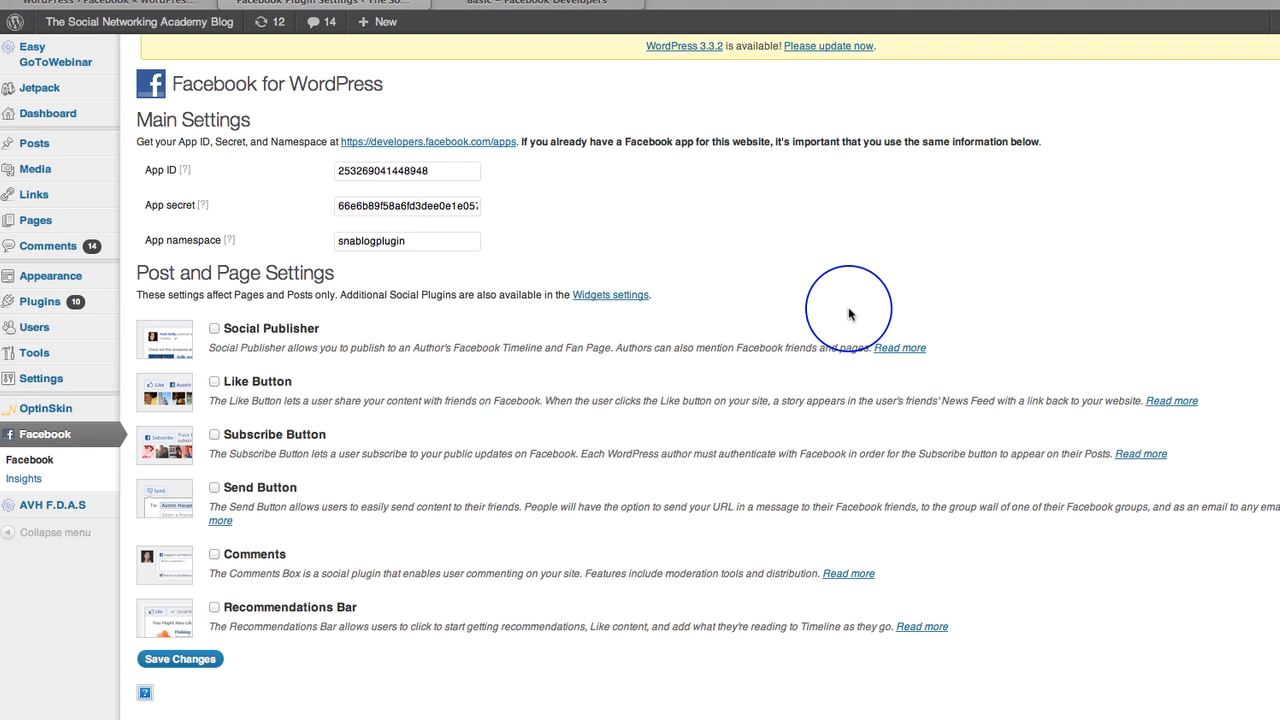 WordPress › Facebook « WordPres...
Facebook Plugin Settings ‹ The So...
Basic – Facebook Developers
The Social Networking Academy Blog
12
14
New
Easy
GoToWebinar
Jetpack
Dashboard
Posts
Media
Links
Pages
Comments 14
Appearance
Plugins 10
Users
Tools
Settings
OptinSkin
Facebook
Facebook
Insights
AVH F.D.A.S
Collapse menu
WordPress 3.3.2 is available! Please update now.
Facebook for WordPress
Main Settings
Get your App ID, Secret, and Namespace at https://developers.facebook.com/apps. If you already have a Facebook app for this website, it's important that you use the same information below.
App ID [?]
253269041448948
App secret [?]
66e6b89f58a6fd3dee0e1e057
App namespace [?]
snablogplugin
Post and Page Settings
These settings affect Pages and Posts only. Additional Social Plugins are also available in the Widgets settings.
Social Publisher
Social Publisher allows you to publish to an Author's Facebook Timeline and Fan Page. Authors can also mention Facebook friends and pages. Read more
Like Button
The Like Button lets a user share your content with friends on Facebook. When the user clicks the Like button on your site, a story appears in the user's friends' News Feed with a link back to your website. Read more
Subscribe Button
The Subscribe Button lets a user subscribe to your public updates on Facebook. Each WordPress author must authenticate with Facebook in order for the Subscribe button to appear on their Posts. Read more
Send Button
The Send Button allows users to easily send content to their friends. People will have the option to send your URL in a message to their Facebook friends, to the group wall of one of their Facebook groups, and as an email to any ema
more
Comments
The Comments Box is a social plugin that enables user commenting on your site. Features include moderation tools and distribution. Read more
Recommendations Bar
The Recommendations Bar allows users to click to start getting recommendations, Like content, and add what they're reading to Timeline as they go. Read more
Save Changes
?